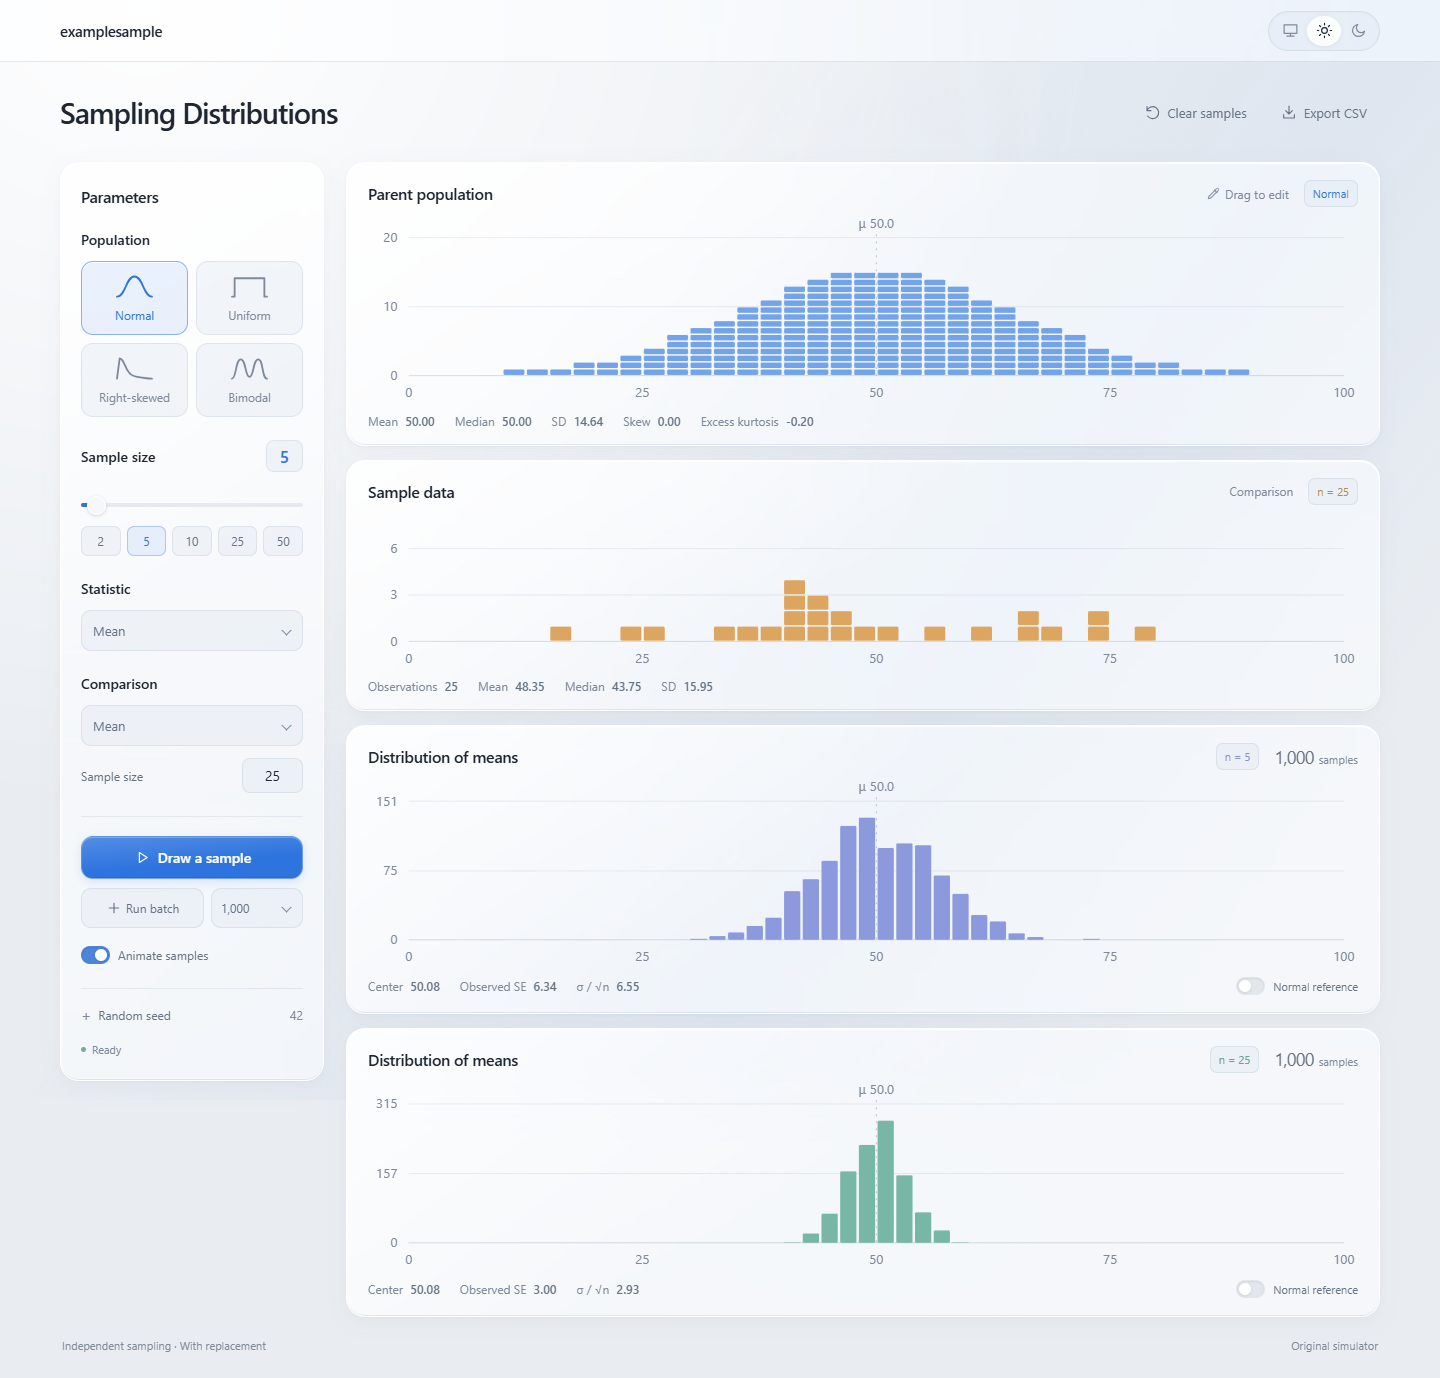 examplesample
Sampling Distributions
Clear samples
Export CSV
Parameters
Population
Normal
Uniform
Right-skewed
Bimodal
Sample size
5
2
5
10
25
50
Statistic
Mean
Comparison
Mean
Sample size
25
Draw a sample
Run batch
1,000
Animate samples
Random seed
42
Ready
Parent population
Drag to edit
Normal
μ 50.0
20
10
0
0
25
50
75
100
Mean 50.00 Median 50.00 SD 14.64 Skew 0.00 Excess kurtosis -0.20
Sample data
Comparison
n = 25
6
3
0
0
25
50
75
100
Observations 25 Mean 48.35 Median 43.75 SD 15.95
Distribution of means
n = 5
1,000 samples
μ 50.0
151
75
0
0
25
50
75
100
Center 50.08 Observed SE 6.34 σ / √n 6.55
Normal reference
Distribution of means
n = 25
1,000 samples
μ 50.0
315
157
0
0
25
50
75
100
Center 50.08 Observed SE 3.00 σ / √n 2.93
Normal reference
Independent sampling · With replacement
Original simulator